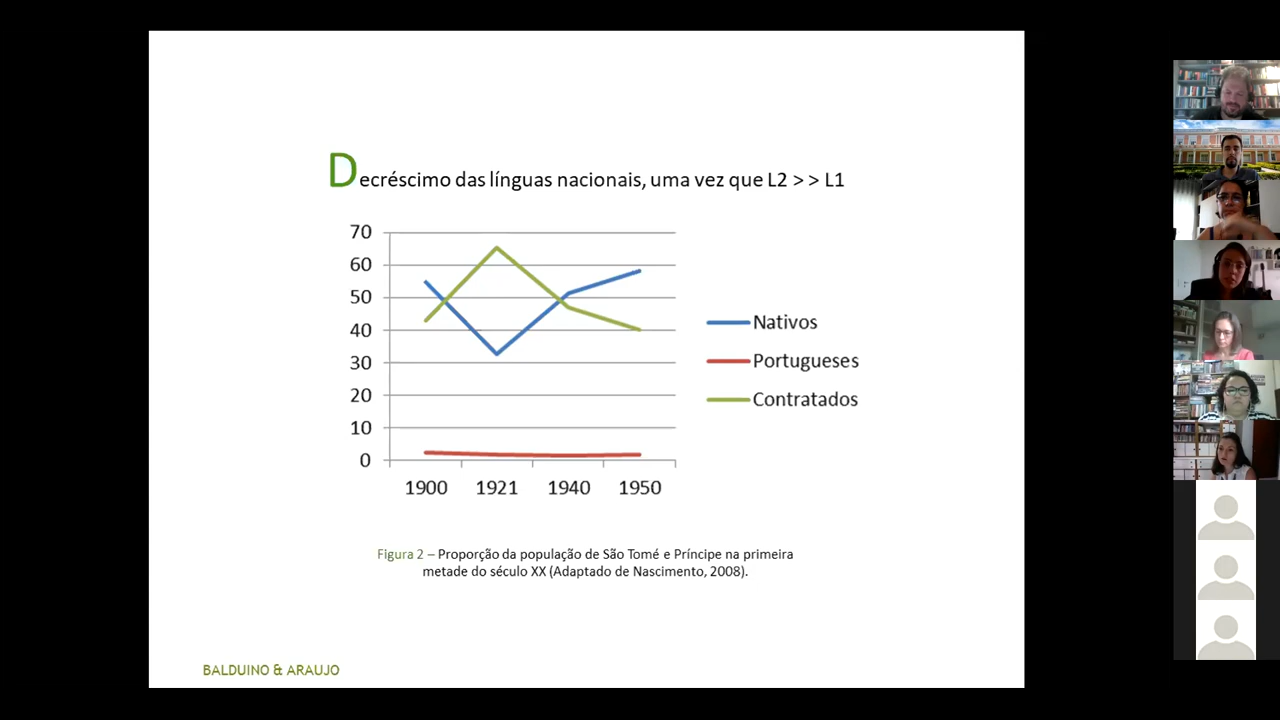 Decréscimo das línguas nacionais, uma vez que L2 > > L1
70
60
50
40
30
20
10
0
1900 1921 1940 1950
Nativos
Portugueses
Contratados
Figura 2 – Proporção da população de São Tomé e Príncipe na primeira
metade do século XX (Adaptado de Nascimento, 2008).
BALDUINO & ARAUJO